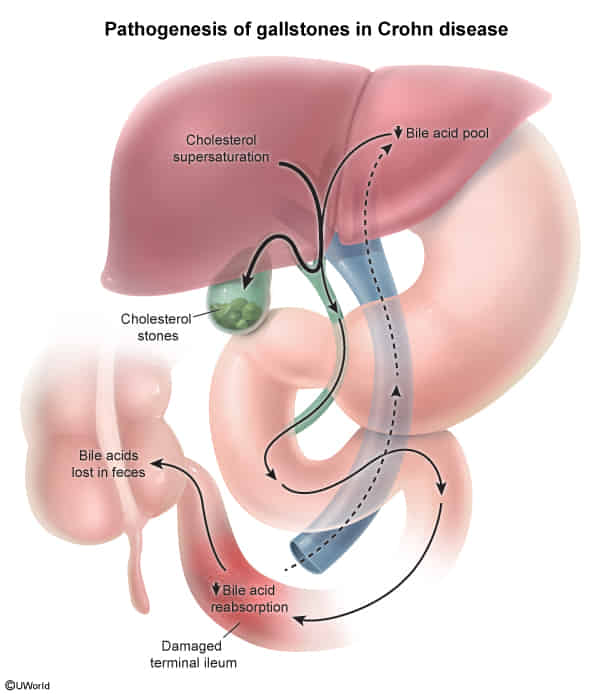 Pathogenesis of gallstones in Crohn disease
Cholesterol
supersaturation
↓ Bile acid pool
Cholesterol
stones
Bile acids
lost in feces
↓ Bile acid
reabsorption
Damaged
terminal ileum
©UWorld